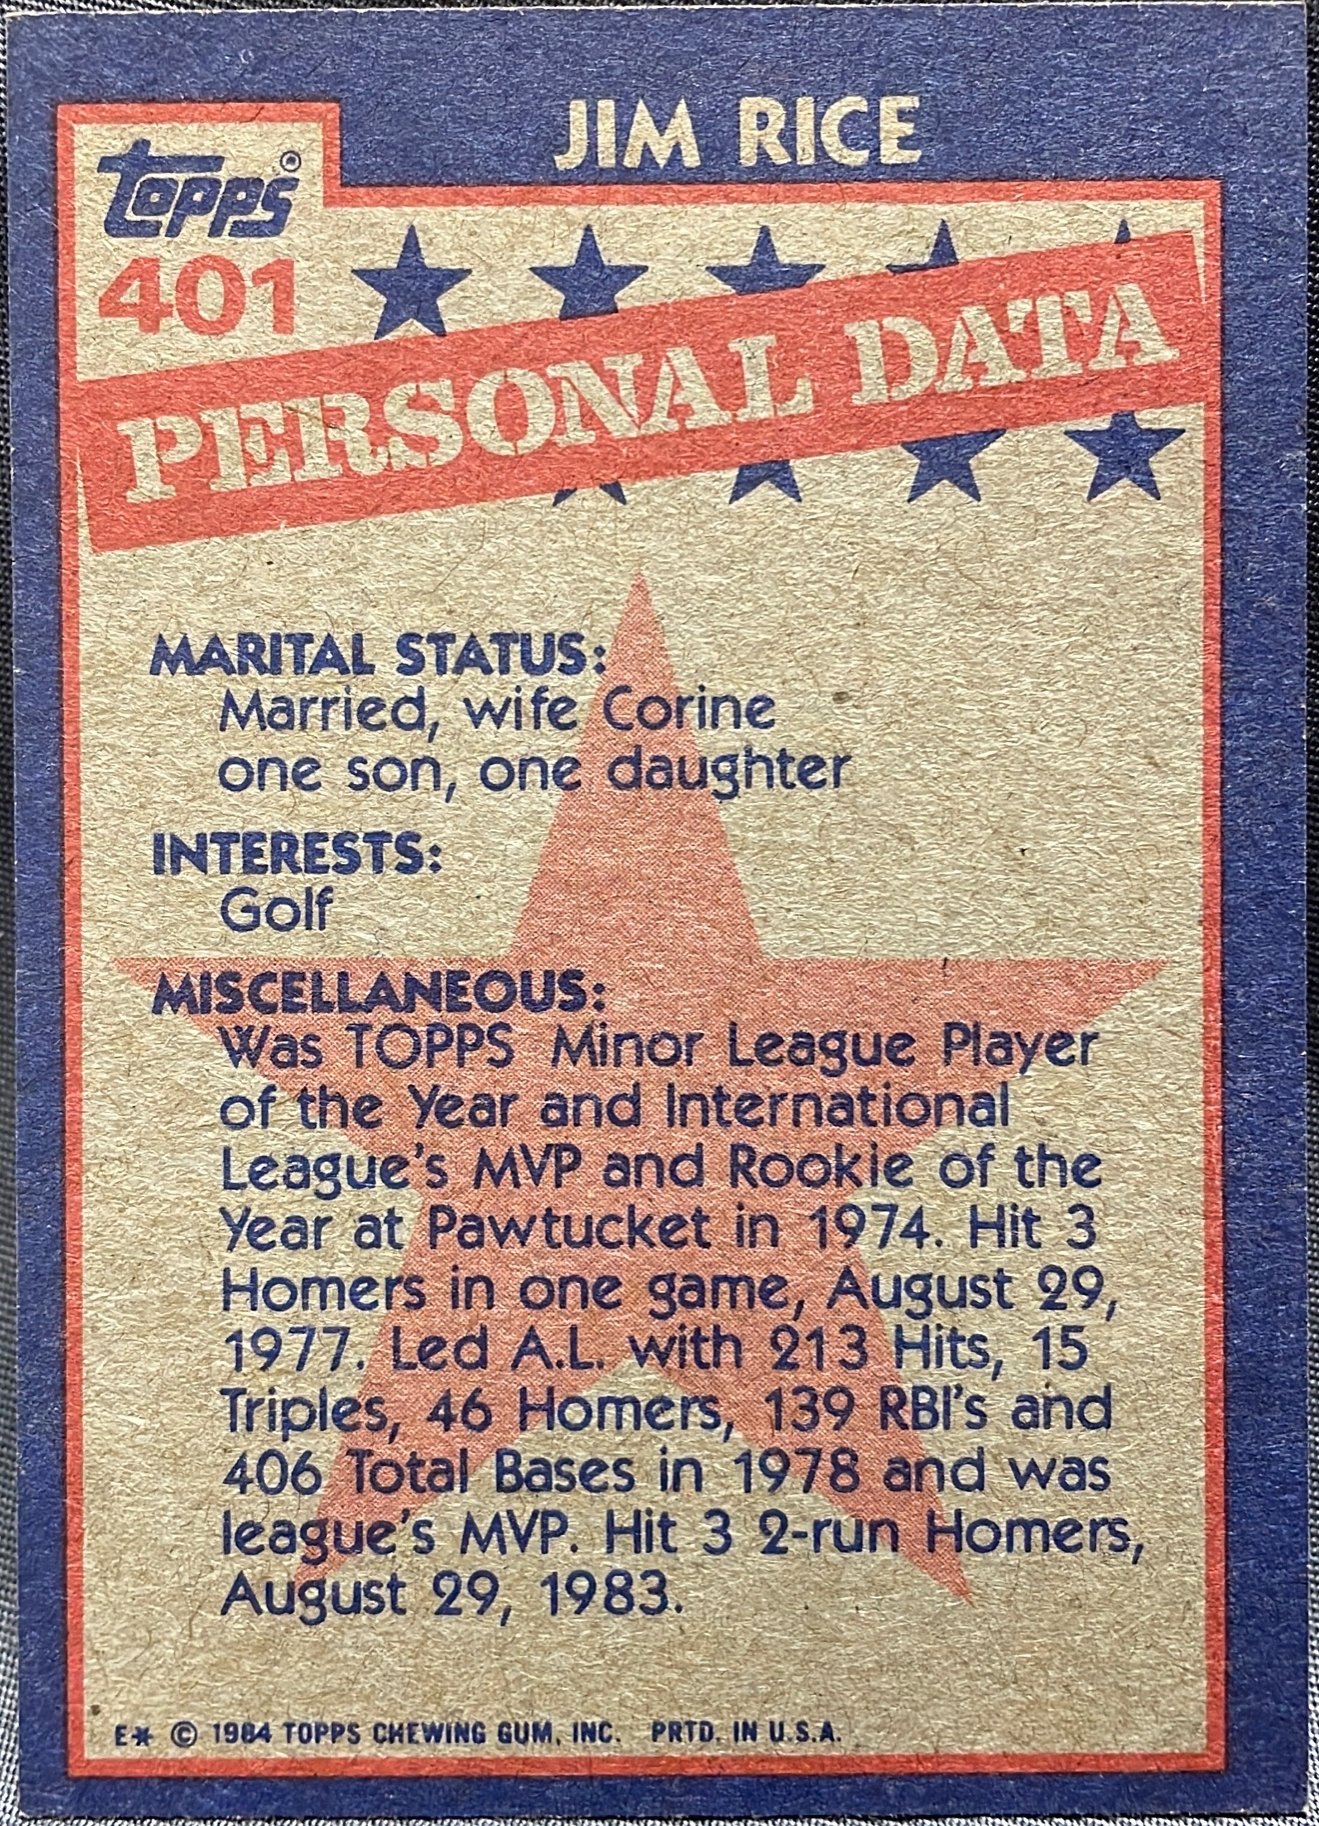 JIM RICE
Topps®
401
PERSONAL DATA
MARITAL STATUS:
Married, wife Corine
one son, one daughter
INTERESTS:
Golf
MISCELLANEOUS:
Was TOPPS Minor League Player
of the Year and International
League's MVP and Rookie of the
Year at Pawtucket in 1974. Hit 3
Homers in one game, August 29,
1977. Led A.L. with 213 Hits, 15
Triples, 46 Homers, 139 RBI's and
406 Total Bases in 1978 and was
league's MVP. Hit 3 2-run Homers,
August 29, 1983.
E* © 1984 TOPPS CHEWING GUM, INC. PRTD. IN U.S.A.